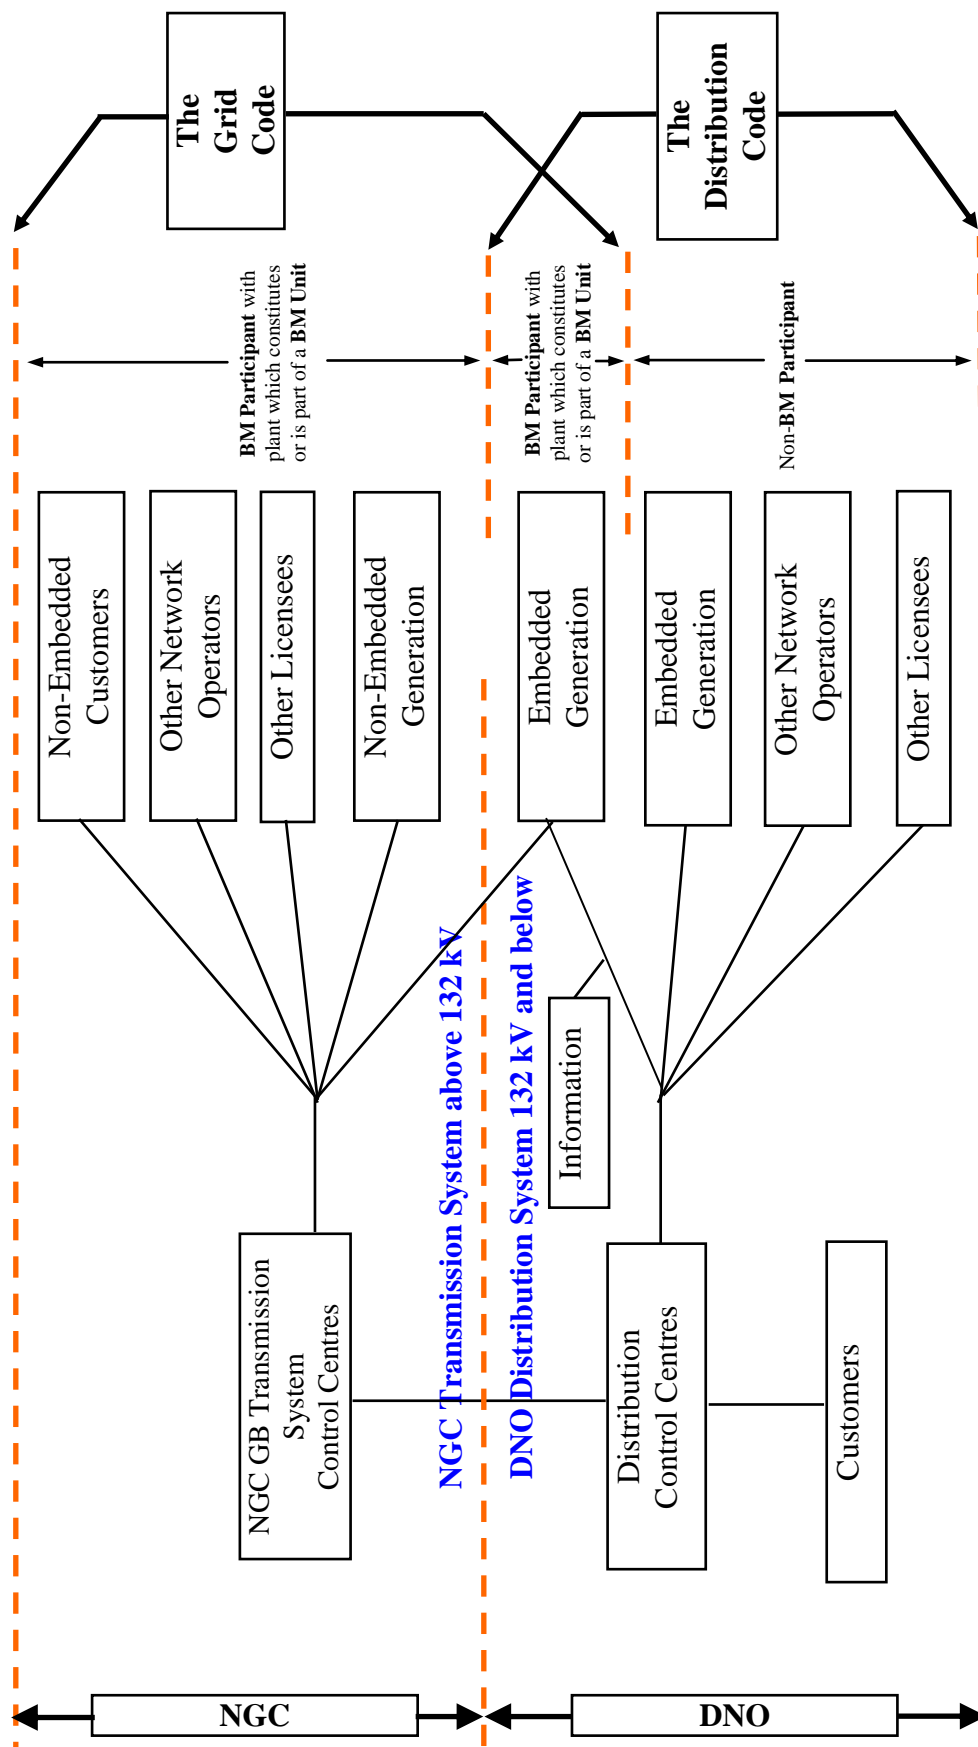 The
Grid
Code
The
Distribution
Code
BM Participant with
plant which constitutes
or is part of a BM Unit
BM Participant with
plant which constitutes
or is part of a BM Unit
Non-BM Participant
Non-Embedded
Customers
Other Network
Operators
Other Licensees
Non-Embedded
Generation
Embedded
Generation
Embedded
Generation
Other Network
Operators
Other Licensees
NGC Transmission System above 132 kV
DNO Distribution System 132 kV and below
Information
NGC GB Transmission
System
Control Centres
Distribution
Control Centres
Customers
NGC
DNO